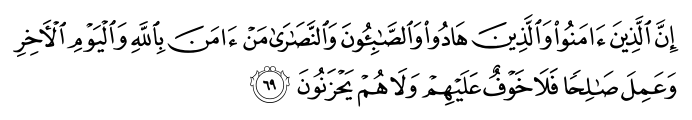 إِنَّ ٱلَّذِينَ ءَامَنُوا۟ وَٱلَّذِينَ هَادُوا۟ وَٱلصَّٰبِـُٔونَ وَٱلنَّصَٰرَىٰ مَنْ ءَامَنَ بِٱللَّهِ وَٱلْيَوْمِ ٱلْءَاخِرِ
وَعَمِلَ صَٰلِحًا فَلَا خَوْفٌ عَلَيْهِمْ وَلَا هُمْ يَحْزَنُونَ ٦٩